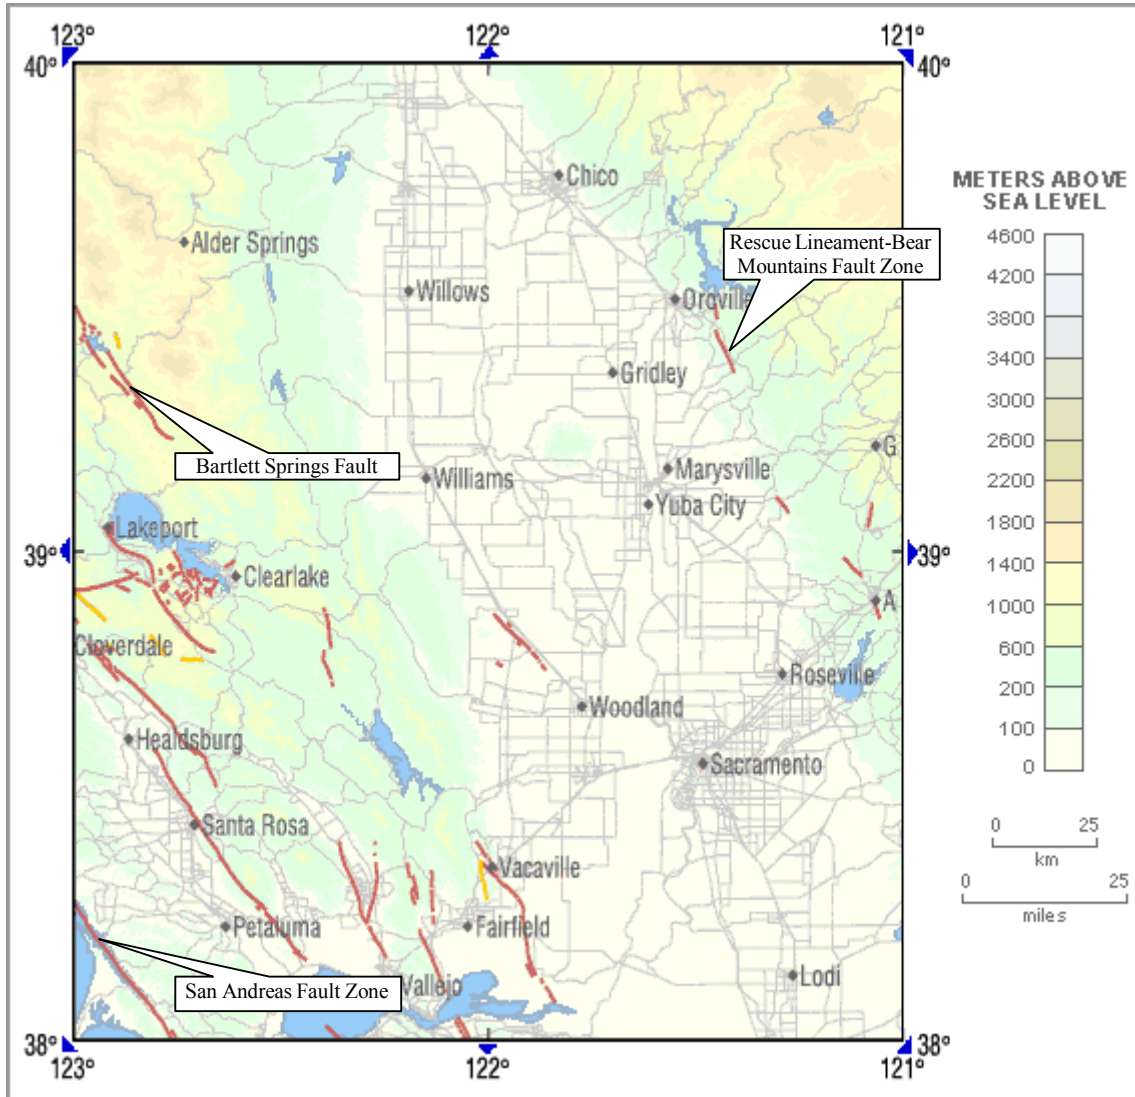 123°
122°
121°
40°
40°
Chico
METERS ABOVE
SEA LEVEL
4600
4200
3800
3400
3000
2600
2200
1800
1400
1000
600
200
100
0
Alder Springs
Rescue Lineament-Bear
Mountains Fault Zone
Willows
Oroville
Gridley
G
Bartlett Springs Fault
Williams
Marysville
Yuba City
Lakeport
39°
39°
Clearlake
A
Cloverdale
Roseville
Woodland
Healdsburg
Sacramento
Santa Rosa
0 25
km
0 25
miles
Vacaville
Petaluma
Fairfield
San Andreas Fault Zone
Vallejo
Lodi
38°
38°
123°
122°
121°